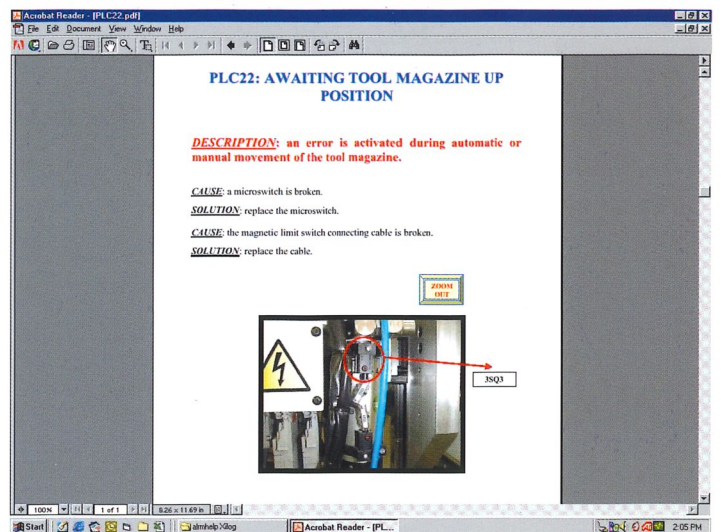 Acrobat Reader - [PLC22.pdf]
File Edit Document View Window Help
PLC22: AWAITING TOOL MAGAZINE UP
POSITION
DESCRIPTION: an error is activated during automatic or
manual movement of the tool magazine.
CAUSE: a microswitch is broken.
SOLUTION: replace the microswitch.
CAUSE: the magnetic limit switch connecting cable is broken.
SOLUTION: replace the cable.
ZOOM
OUT
3SQ3
100% 1 of 1 8.26 x 11.69 in
Start almhelp Xilog Acrobat Reader - [PL... 2:05 PM